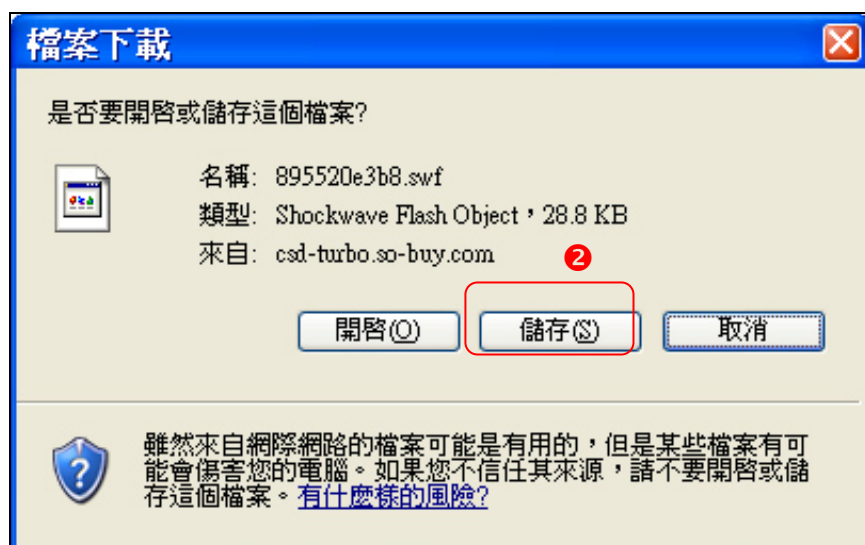 檔案下載
是否要開啓或儲存這個檔案?
名稱: 895520e3b8.swf
類型: Shockwave Flash Object,28.8 KB
來自: csd-turbo.so-buy.com
❷
開啓(O) 儲存(S) 取消
雖然來自網際網路的檔案可能是有用的,但是某些檔案有可
能會傷害您的電腦。如果您不信任其來源,請不要開啓或儲
存這個檔案。有什麼樣的風險?